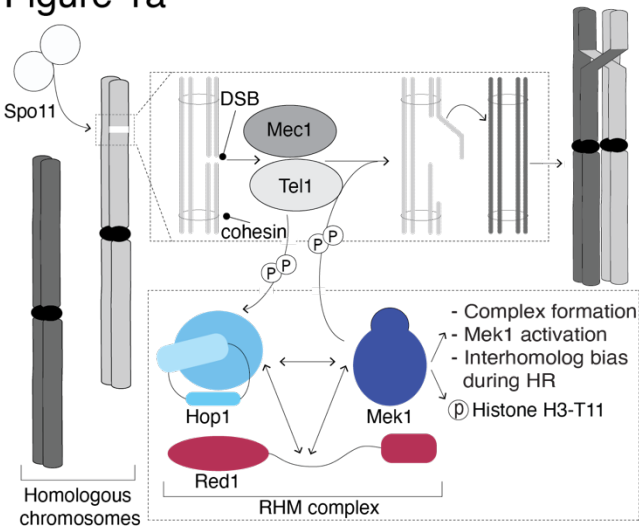 Figure 1a
Spo11
DSB
Mec1
Tel1
cohesin
P P
P P
Hop1
Mek1
Red1
RHM complex
- Complex formation
- Mek1 activation
- Interhomolog bias
during HR
p Histone H3-T11
Homologous
chromosomes